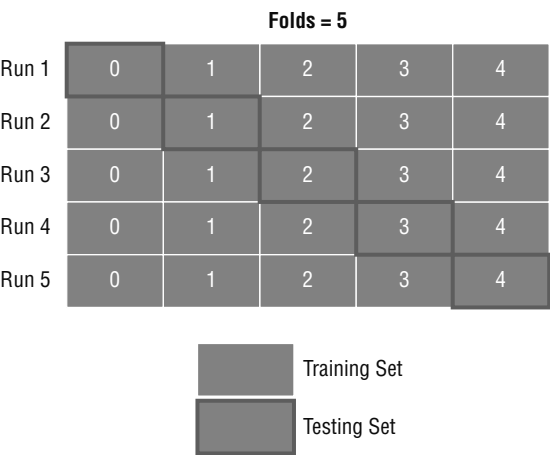 Folds = 5
Run 1 0 1 2 3 4
Run 2 0 1 2 3 4
Run 3 0 1 2 3 4
Run 4 0 1 2 3 4
Run 5 0 1 2 3 4
Training Set
Testing Set